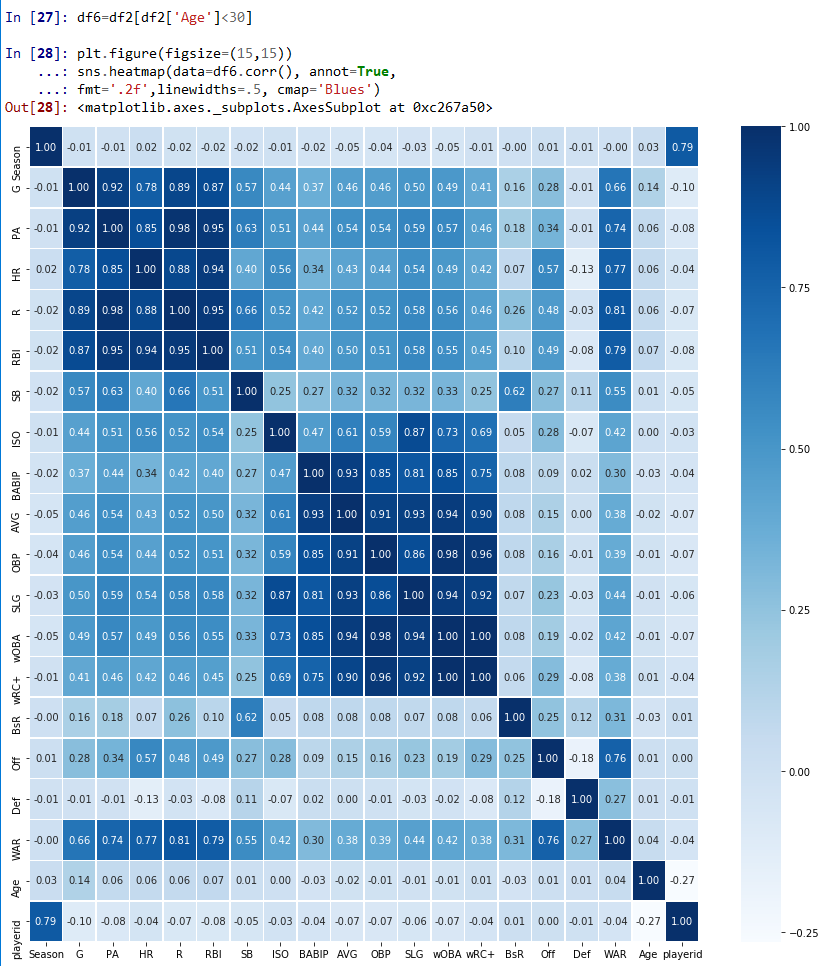 In [27]: df6=df2[df2['Age']<30]
In [28]: plt.figure(figsize=(15,15))
...: sns.heatmap(data=df6.corr(), annot=True,
...: fmt='.2f',linewidths=.5, cmap='Blues')
Out[28]: <matplotlib.axes._subplots.AxesSubplot at 0xc267a50>
Season 1.00 -0.01 -0.01 0.02 -0.02 -0.02 -0.02 -0.01 -0.02 -0.05 -0.04 -0.03 -0.05 -0.01 -0.00 0.01 -0.01 -0.00 0.03 0.79
G -0.01 1.00 0.92 0.78 0.89 0.87 0.57 0.44 0.37 0.46 0.46 0.50 0.49 0.41 0.16 0.28 -0.01 0.66 0.14 -0.10
PA -0.01 0.92 1.00 0.85 0.98 0.95 0.63 0.51 0.44 0.54 0.54 0.59 0.57 0.46 0.18 0.34 -0.01 0.74 0.06 -0.08
HR 0.02 0.78 0.85 1.00 0.88 0.94 0.40 0.56 0.34 0.43 0.44 0.54 0.49 0.42 0.07 0.57 -0.13 0.77 0.06 -0.04
R -0.02 0.89 0.98 0.88 1.00 0.95 0.66 0.52 0.42 0.52 0.52 0.58 0.56 0.46 0.26 0.48 -0.03 0.81 0.06 -0.07
RBI -0.02 0.87 0.95 0.94 0.95 1.00 0.51 0.54 0.40 0.50 0.51 0.58 0.55 0.45 0.10 0.49 -0.08 0.79 0.07 -0.08
SB -0.02 0.57 0.63 0.40 0.66 0.51 1.00 0.25 0.27 0.32 0.32 0.32 0.33 0.25 0.62 0.27 0.11 0.55 0.01 -0.05
ISO -0.01 0.44 0.51 0.56 0.52 0.54 0.25 1.00 0.47 0.61 0.59 0.87 0.73 0.69 0.05 0.28 -0.07 0.42 0.00 -0.03
BABIP -0.02 0.37 0.44 0.34 0.42 0.40 0.27 0.47 1.00 0.93 0.85 0.81 0.85 0.75 0.08 0.09 0.02 0.30 -0.03 -0.04
AVG -0.05 0.46 0.54 0.43 0.52 0.50 0.32 0.61 0.93 1.00 0.91 0.93 0.94 0.90 0.08 0.15 0.00 0.38 -0.02 -0.07
OBP -0.04 0.46 0.54 0.44 0.52 0.51 0.32 0.59 0.85 0.91 1.00 0.86 0.98 0.96 0.08 0.16 -0.01 0.39 -0.01 -0.07
SLG -0.03 0.50 0.59 0.54 0.58 0.58 0.32 0.87 0.81 0.93 0.86 1.00 0.94 0.92 0.07 0.23 -0.03 0.44 -0.01 -0.06
wOBA -0.05 0.49 0.57 0.49 0.56 0.55 0.33 0.73 0.85 0.94 0.98 0.94 1.00 1.00 0.08 0.19 -0.02 0.42 -0.01 -0.07
wRC+ -0.01 0.41 0.46 0.42 0.46 0.45 0.25 0.69 0.75 0.90 0.96 0.92 1.00 1.00 0.06 0.29 -0.08 0.38 0.01 -0.04
BsR -0.00 0.16 0.18 0.07 0.26 0.10 0.62 0.05 0.08 0.08 0.08 0.07 0.08 0.06 1.00 0.25 0.12 0.31 -0.03 0.01
Off 0.01 0.28 0.34 0.57 0.48 0.49 0.27 0.28 0.09 0.15 0.16 0.23 0.19 0.29 0.25 1.00 -0.18 0.76 0.01 0.00
Def -0.01 -0.01 -0.01 -0.13 -0.03 -0.08 0.11 -0.07 0.02 0.00 -0.01 -0.03 -0.02 -0.08 0.12 -0.18 1.00 0.27 0.01 -0.01
WAR -0.00 0.66 0.74 0.77 0.81 0.79 0.55 0.42 0.30 0.38 0.39 0.44 0.42 0.38 0.31 0.76 0.27 1.00 0.04 -0.04
Age 0.03 0.14 0.06 0.06 0.06 0.07 0.01 0.00 -0.03 -0.02 -0.01 -0.01 -0.01 0.01 -0.03 0.01 0.01 0.04 1.00 -0.27
playerid 0.79 -0.10 -0.08 -0.04 -0.07 -0.08 -0.05 -0.03 -0.04 -0.07 -0.07 -0.06 -0.07 -0.04 0.01 0.00 -0.01 -0.04 -0.27 1.00
Season G PA HR R RBI SB ISO BABIP AVG OBP SLG wOBA wRC+ BsR Off Def WAR Age playerid
1.00
0.75
0.50
0.25
0.00
-0.25